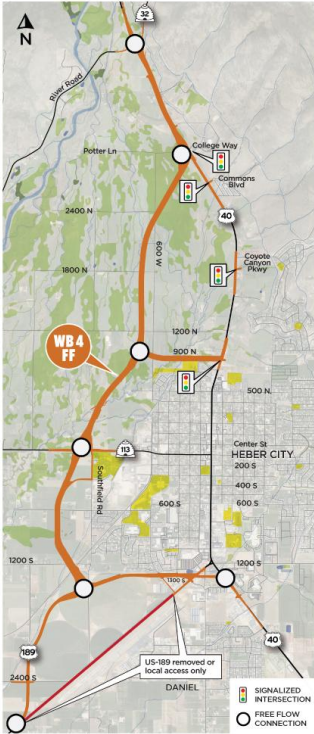 32
N
River Road
College Way
Potter Ln
Commons
Blvd
2400 N
40
600 W
Coyote
Canyon
Pkwy
1800 N
1200 N
WB 4
FF
900 N
500 N
Center St
113
HEBER CITY
200 S
400 S
Southfield Rd
600 S
600 S
1200 S
1200 S
1300 S
189
40
US-189 removed or
local access only
2400 S
DANIEL
SIGNALIZED
INTERSECTION
FREE FLOW
CONNECTION